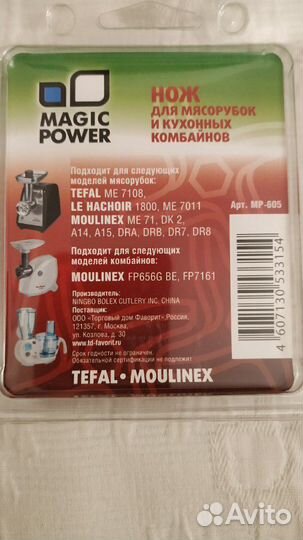 MAGIC
POWER
НОЖ
ДЛЯ МЯСОРУБОК
И КУХОННЫХ
КОМБАЙНОВ
Подходит для следующих
моделей мясорубок:
TEFAL ME 7108,
LE HACHOIR 1800, ME 7011
MOULINEX ME 71, DK 2,
A14, A15, DRA, DRB, DR7, DR8
Арт. MP-605
Подходит для следующих
моделей комбайнов:
MOULINEX FP656G BE, FP7161
Производитель:
NINGBO BOLEX CUTLERY INC, CHINA
Поставщик:
ООО «Торговый дом Фаворит» Россия,
121357, г. Москва,
ул. Козлова, д. 30
www.td-favorit.ru
Срок годности не ограничен.
Обязательной сертификации не подлежит.
4 607130 533154
TEFAL • MOULINEX
Avito